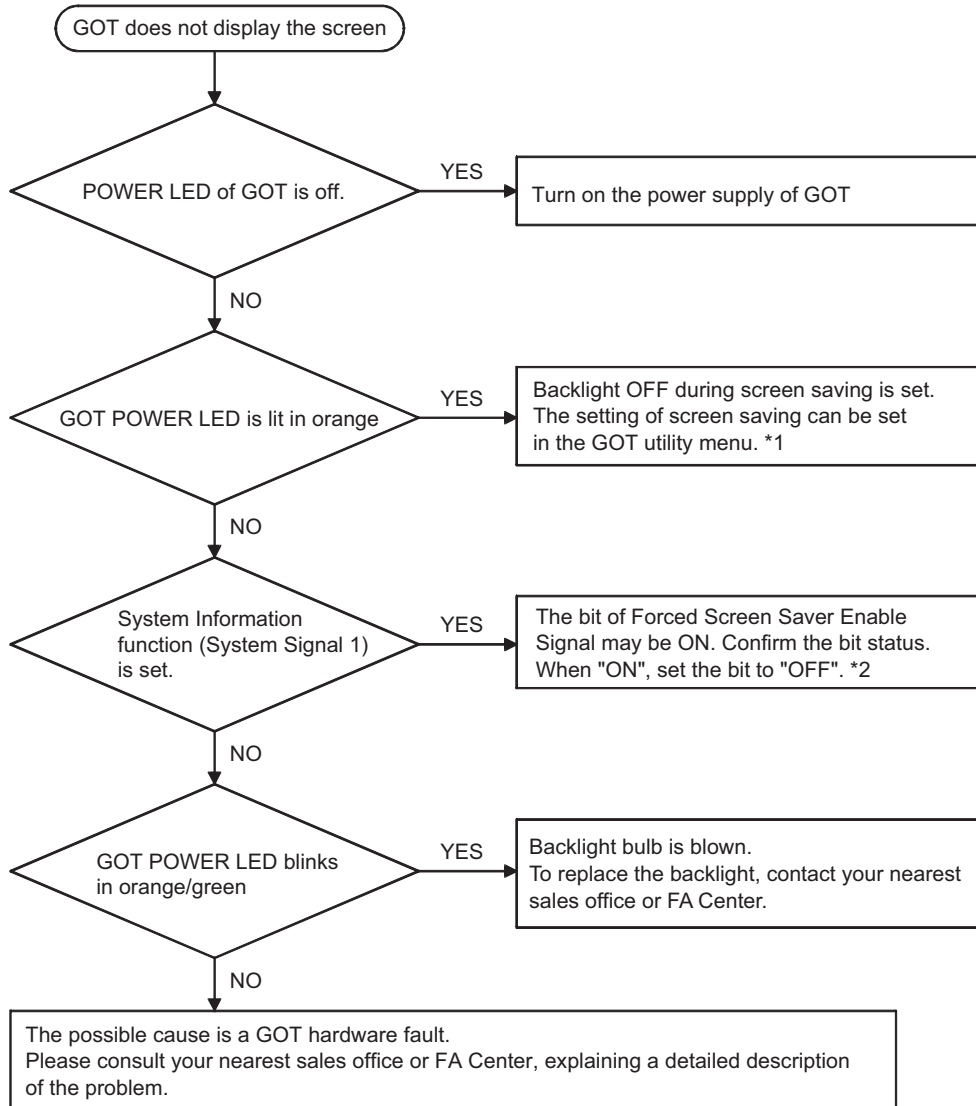 GOT does not display the screen
POWER LED of GOT is off.
YES
Turn on the power supply of GOT
NO
GOT POWER LED is lit in orange
YES
Backlight OFF during screen saving is set.
The setting of screen saving can be set
in the GOT utility menu. *1
NO
System Information
function (System Signal 1)
is set.
YES
The bit of Forced Screen Saver Enable
Signal may be ON. Confirm the bit status.
When "ON", set the bit to "OFF". *2
NO
GOT POWER LED blinks
in orange/green
YES
Backlight bulb is blown.
To replace the backlight, contact your nearest
sales office or FA Center.
NO
The possible cause is a GOT hardware fault.
Please consult your nearest sales office or FA Center, explaining a detailed description
of the problem.